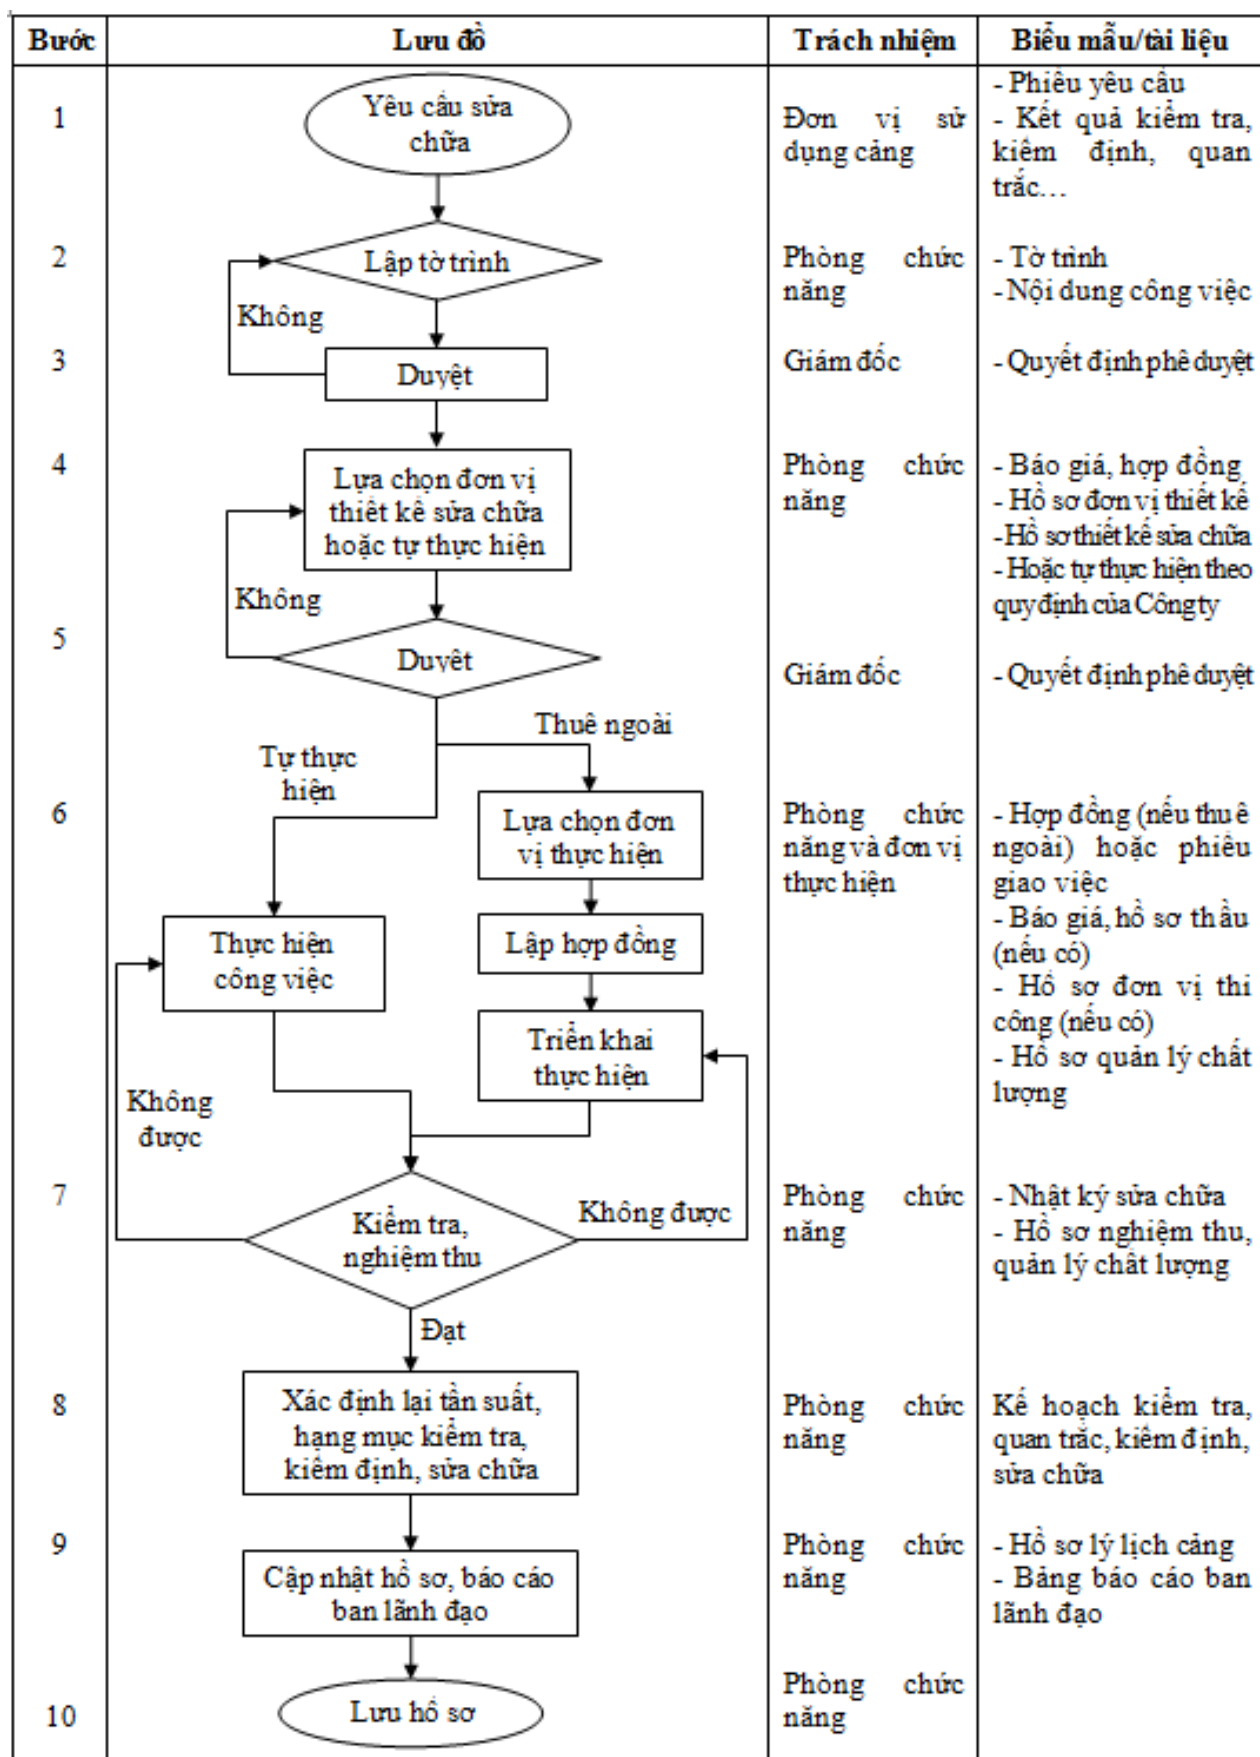 Bước
Lưu đồ
Trách nhiệm
Biểu mẫu/tài liệu
1
Yêu cầu sửa
chữa
Đơn vị sử
dụng cảng
- Phiếu yêu cầu
- Kết quả kiểm tra,
kiểm định, quan
trắc...
2
Lập tờ trình
Phòng chức
năng
- Tờ trình
- Nội dung công việc
Không
3
Duyệt
Giám đốc
- Quyết định phê duyệt
4
Lựa chọn đơn vị
thiết kế sửa chữa
hoặc tự thực hiện
Phòng chức
năng
- Báo giá, hợp đồng
- Hồ sơ đơn vị thiết kế
- Hồ sơ thiết kế sửa chữa
- Hoặc tự thực hiện theo
quy định của Công ty
Không
5
Duyêt
Giám đốc
- Quyết định phê duyệt
Thuê ngoài
Tự thực
hiện
6
Lựa chọn đơn
vị thực hiện
Phòng chức
năng và đơn vị
thực hiện
- Hợp đồng (nếu thuê
ngoài) hoặc phiếu
giao việc
- Báo giá, hồ sơ thầu
(nếu có)
- Hồ sơ đơn vị thi
công (nếu có)
- Hồ sơ quản lý chất
lượng
Thực hiện
công việc
Lập hợp đồng
Triển khai
thực hiện
Không
được
7
Kiểm tra,
nghiệm thu
Không được
Phòng chức
năng
- Nhật ký sửa chữa
- Hồ sơ nghiệm thu,
quản lý chất lượng
Đạt
8
Xác định lại tần suất,
hạng mục kiểm tra,
kiểm định, sửa chữa
Phòng chức
năng
Kế hoạch kiểm tra,
quan trắc, kiểm định,
sửa chữa
9
Cập nhật hồ sơ, báo cáo
ban lãnh đạo
Phòng chức
năng
- Hồ sơ lý lịch cảng
- Bảng báo cáo ban
lãnh đạo
10
Lưu hồ sơ
Phòng chức
năng